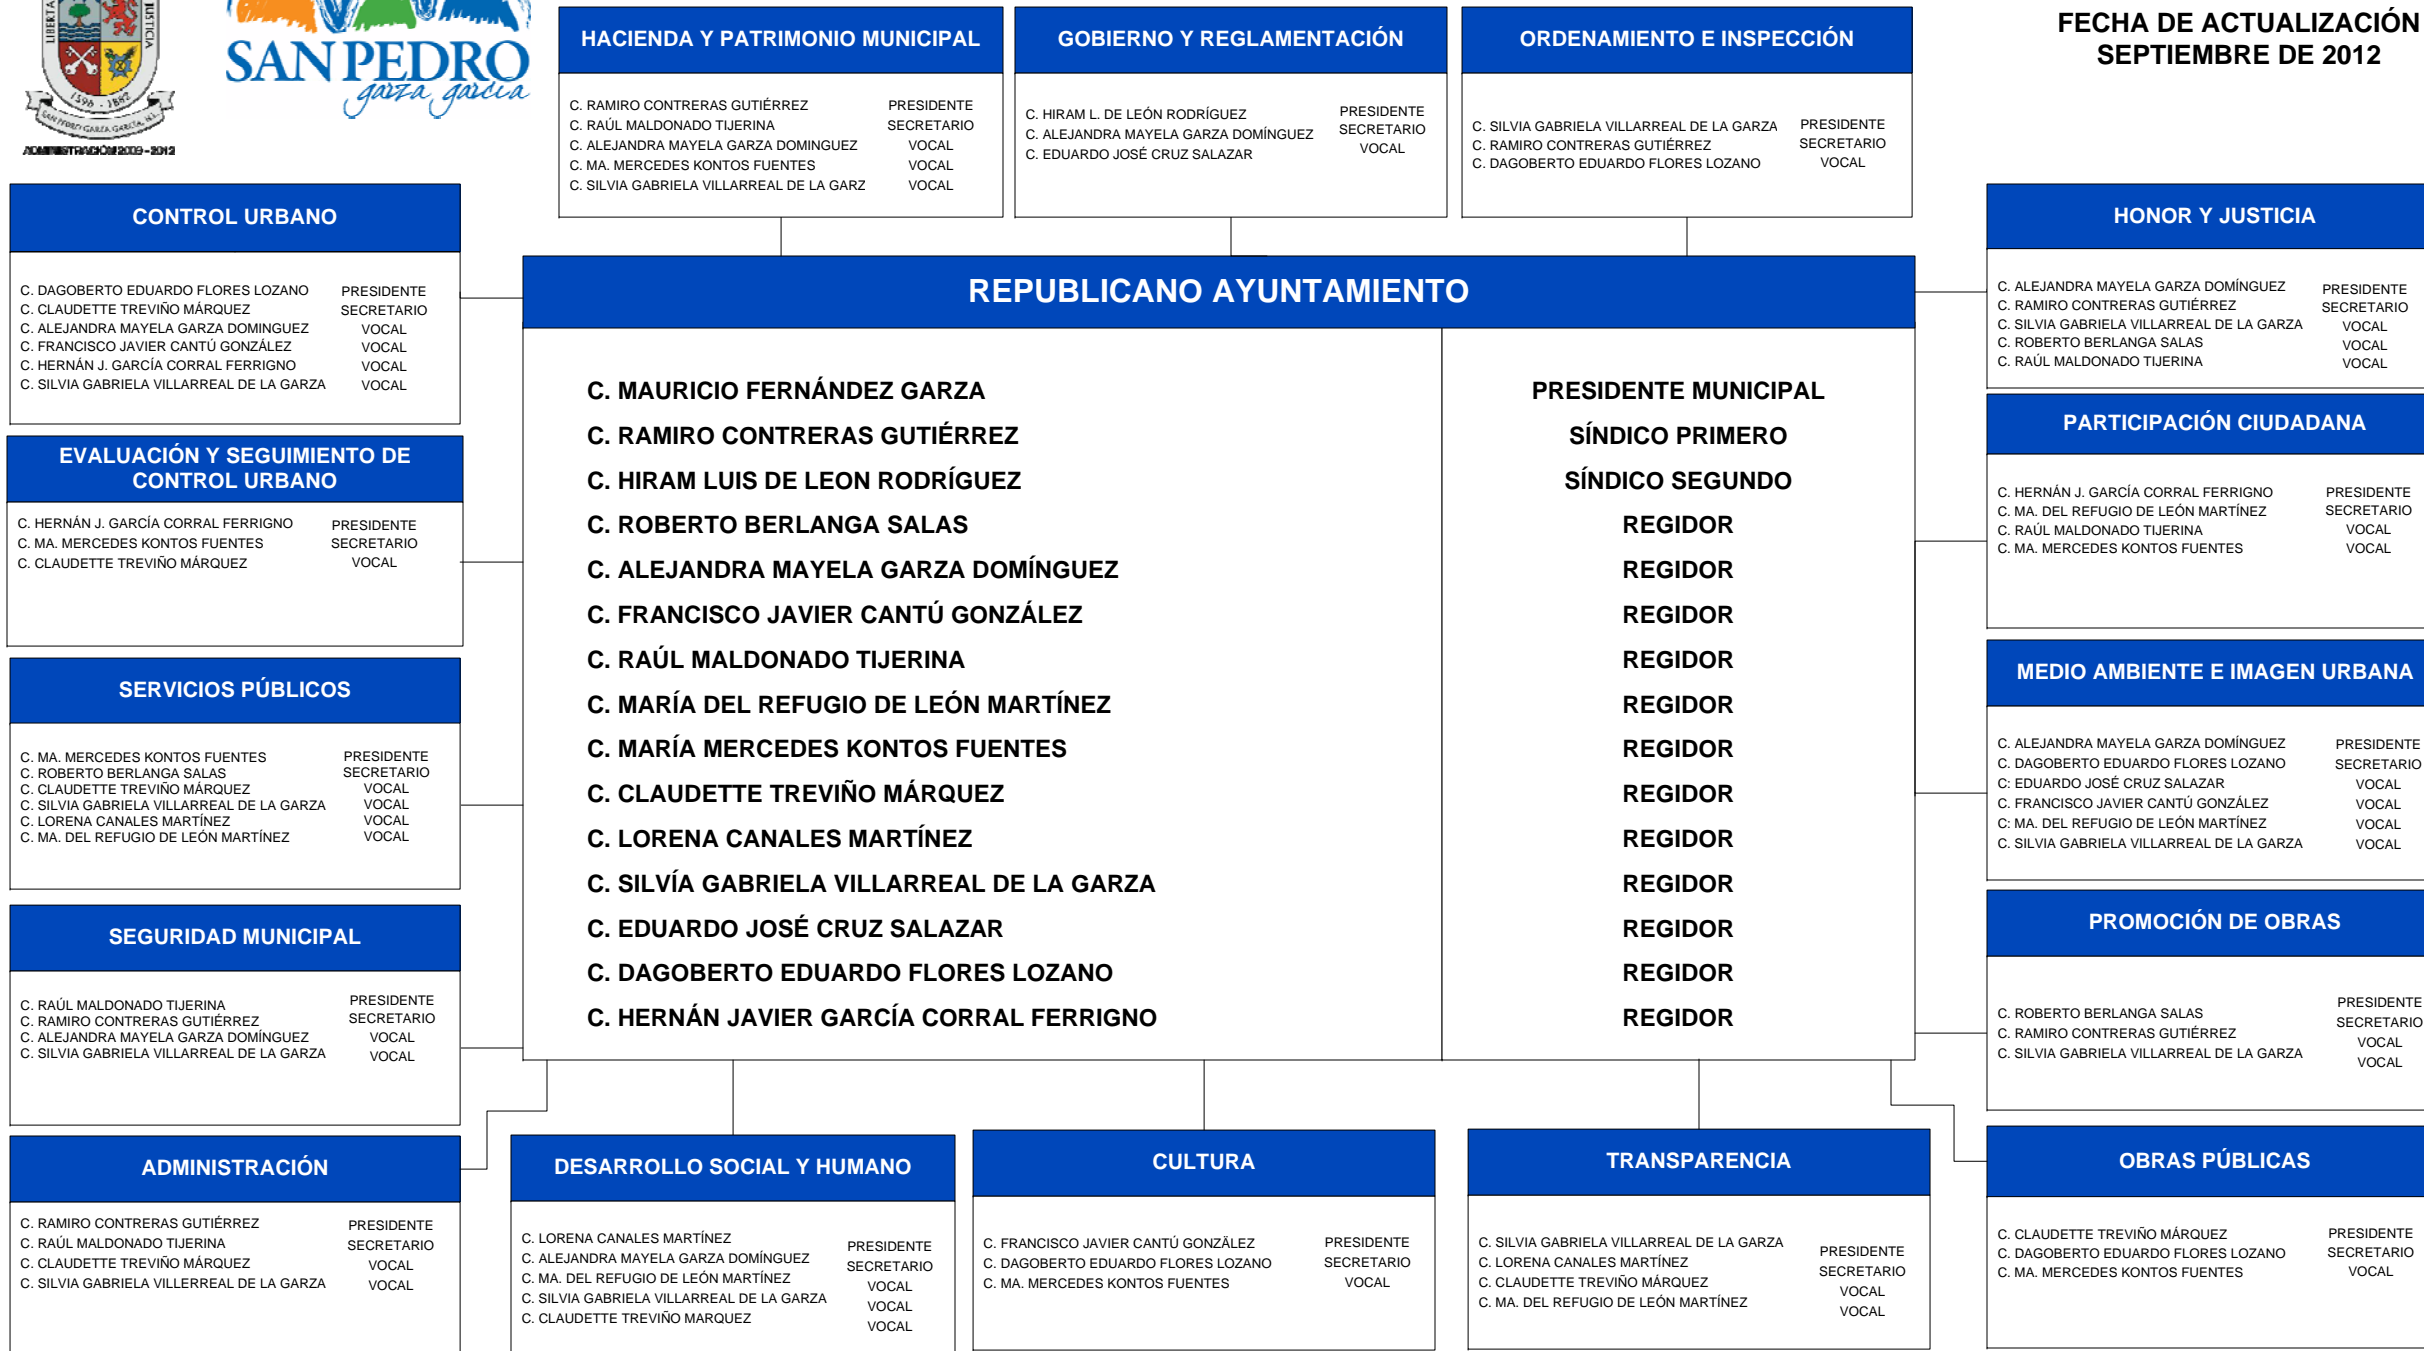 LIBERTA
JUSTICIA
1596 - 1882
SAN PEDRO GARZA GARCIA, N.L.
ADMINISTRACIÓN 2009 - 2012
SAN PEDRO
garza garcía
FECHA DE ACTUALIZACIÓN
SEPTIEMBRE DE 2012
HACIENDA Y PATRIMONIO MUNICIPAL
C. RAMIRO CONTRERAS GUTIÉRREZ PRESIDENTE
C. RAÚL MALDONADO TIJERINA SECRETARIO
C. ALEJANDRA MAYELA GARZA DOMINGUEZ VOCAL
C. MA. MERCEDES KONTOS FUENTES VOCAL
C. SILVIA GABRIELA VILLARREAL DE LA GARZ VOCAL
GOBIERNO Y REGLAMENTACIÓN
C. HIRAM L. DE LEÓN RODRÍGUEZ PRESIDENTE
C. ALEJANDRA MAYELA GARZA DOMÍNGUEZ SECRETARIO
C. EDUARDO JOSÉ CRUZ SALAZAR VOCAL
ORDENAMIENTO E INSPECCIÓN
C. SILVIA GABRIELA VILLARREAL DE LA GARZA PRESIDENTE
C. RAMIRO CONTRERAS GUTIÉRREZ SECRETARIO
C. DAGOBERTO EDUARDO FLORES LOZANO VOCAL
CONTROL URBANO
C. DAGOBERTO EDUARDO FLORES LOZANO PRESIDENTE
C. CLAUDETTE TREVIÑO MÁRQUEZ SECRETARIO
C. ALEJANDRA MAYELA GARZA DOMINGUEZ VOCAL
C. FRANCISCO JAVIER CANTÚ GONZÁLEZ VOCAL
C. HERNÁN J. GARCÍA CORRAL FERRIGNO VOCAL
C. SILVIA GABRIELA VILLARREAL DE LA GARZA VOCAL
EVALUACIÓN Y SEGUIMIENTO DE
CONTROL URBANO
C. HERNÁN J. GARCÍA CORRAL FERRIGNO PRESIDENTE
C. MA. MERCEDES KONTOS FUENTES SECRETARIO
C. CLAUDETTE TREVIÑO MÁRQUEZ VOCAL
SERVICIOS PÚBLICOS
C. MA. MERCEDES KONTOS FUENTES PRESIDENTE
C. ROBERTO BERLANGA SALAS SECRETARIO
C. CLAUDETTE TREVIÑO MÁRQUEZ VOCAL
C. SILVIA GABRIELA VILLARREAL DE LA GARZA VOCAL
C. LORENA CANALES MARTÍNEZ VOCAL
C. MA. DEL REFUGIO DE LEÓN MARTÍNEZ VOCAL
SEGURIDAD MUNICIPAL
C. RAÚL MALDONADO TIJERINA PRESIDENTE
C. RAMIRO CONTRERAS GUTIÉRREZ SECRETARIO
C. ALEJANDRA MAYELA GARZA DOMÍNGUEZ VOCAL
C. SILVIA GABRIELA VILLARREAL DE LA GARZA VOCAL
ADMINISTRACIÓN
C. RAMIRO CONTRERAS GUTIÉRREZ PRESIDENTE
C. RAÚL MALDONADO TIJERINA SECRETARIO
C. CLAUDETTE TREVIÑO MÁRQUEZ VOCAL
C. SILVIA GABRIELA VILLERREAL DE LA GARZA VOCAL
REPUBLICANO AYUNTAMIENTO
C. MAURICIO FERNÁNDEZ GARZA PRESIDENTE MUNICIPAL
C. RAMIRO CONTRERAS GUTIÉRREZ SÍNDICO PRIMERO
C. HIRAM LUIS DE LEON RODRÍGUEZ SÍNDICO SEGUNDO
C. ROBERTO BERLANGA SALAS REGIDOR
C. ALEJANDRA MAYELA GARZA DOMÍNGUEZ REGIDOR
C. FRANCISCO JAVIER CANTÚ GONZÁLEZ REGIDOR
C. RAÚL MALDONADO TIJERINA REGIDOR
C. MARÍA DEL REFUGIO DE LEÓN MARTÍNEZ REGIDOR
C. MARÍA MERCEDES KONTOS FUENTES REGIDOR
C. CLAUDETTE TREVIÑO MÁRQUEZ REGIDOR
C. LORENA CANALES MARTÍNEZ REGIDOR
C. SILVÍA GABRIELA VILLARREAL DE LA GARZA REGIDOR
C. EDUARDO JOSÉ CRUZ SALAZAR REGIDOR
C. DAGOBERTO EDUARDO FLORES LOZANO REGIDOR
C. HERNÁN JAVIER GARCÍA CORRAL FERRIGNO REGIDOR
HONOR Y JUSTICIA
C. ALEJANDRA MAYELA GARZA DOMÍNGUEZ PRESIDENTE
C. RAMIRO CONTRERAS GUTIÉRREZ SECRETARIO
C. SILVIA GABRIELA VILLARREAL DE LA GARZA VOCAL
C. ROBERTO BERLANGA SALAS VOCAL
C. RAÚL MALDONADO TIJERINA VOCAL
PARTICIPACIÓN CIUDADANA
C. HERNÁN J. GARCÍA CORRAL FERRIGNO PRESIDENTE
C. MA. DEL REFUGIO DE LEÓN MARTÍNEZ SECRETARIO
C. RAÚL MALDONADO TIJERINA VOCAL
C. MA. MERCEDES KONTOS FUENTES VOCAL
MEDIO AMBIENTE E IMAGEN URBANA
C. ALEJANDRA MAYELA GARZA DOMÍNGUEZ PRESIDENTE
C. DAGOBERTO EDUARDO FLORES LOZANO SECRETARIO
C: EDUARDO JOSÉ CRUZ SALAZAR VOCAL
C. FRANCISCO JAVIER CANTÚ GONZÁLEZ VOCAL
C: MA. DEL REFUGIO DE LEÓN MARTÍNEZ VOCAL
C. SILVIA GABRIELA VILLARREAL DE LA GARZA VOCAL
PROMOCIÓN DE OBRAS
C. ROBERTO BERLANGA SALAS PRESIDENTE
C. RAMIRO CONTRERAS GUTIÉRREZ SECRETARIO
C. SILVIA GABRIELA VILLARREAL DE LA GARZA VOCAL
VOCAL
DESARROLLO SOCIAL Y HUMANO
C. LORENA CANALES MARTÍNEZ PRESIDENTE
C. ALEJANDRA MAYELA GARZA DOMÍNGUEZ SECRETARIO
C. MA. DEL REFUGIO DE LEÓN MARTÍNEZ VOCAL
C. SILVIA GABRIELA VILLARREAL DE LA GARZA VOCAL
C. CLAUDETTE TREVIÑO MARQUEZ VOCAL
CULTURA
C. FRANCISCO JAVIER CANTÚ GONZÄLEZ PRESIDENTE
C. DAGOBERTO EDUARDO FLORES LOZANO SECRETARIO
C. MA. MERCEDES KONTOS FUENTES VOCAL
TRANSPARENCIA
C. SILVIA GABRIELA VILLARREAL DE LA GARZA PRESIDENTE
C. LORENA CANALES MARTÍNEZ SECRETARIO
C. CLAUDETTE TREVIÑO MÁRQUEZ VOCAL
C. MA. DEL REFUGIO DE LEÓN MARTÍNEZ VOCAL
OBRAS PÚBLICAS
C. CLAUDETTE TREVIÑO MÁRQUEZ PRESIDENTE
C. DAGOBERTO EDUARDO FLORES LOZANO SECRETARIO
C. MA. MERCEDES KONTOS FUENTES VOCAL